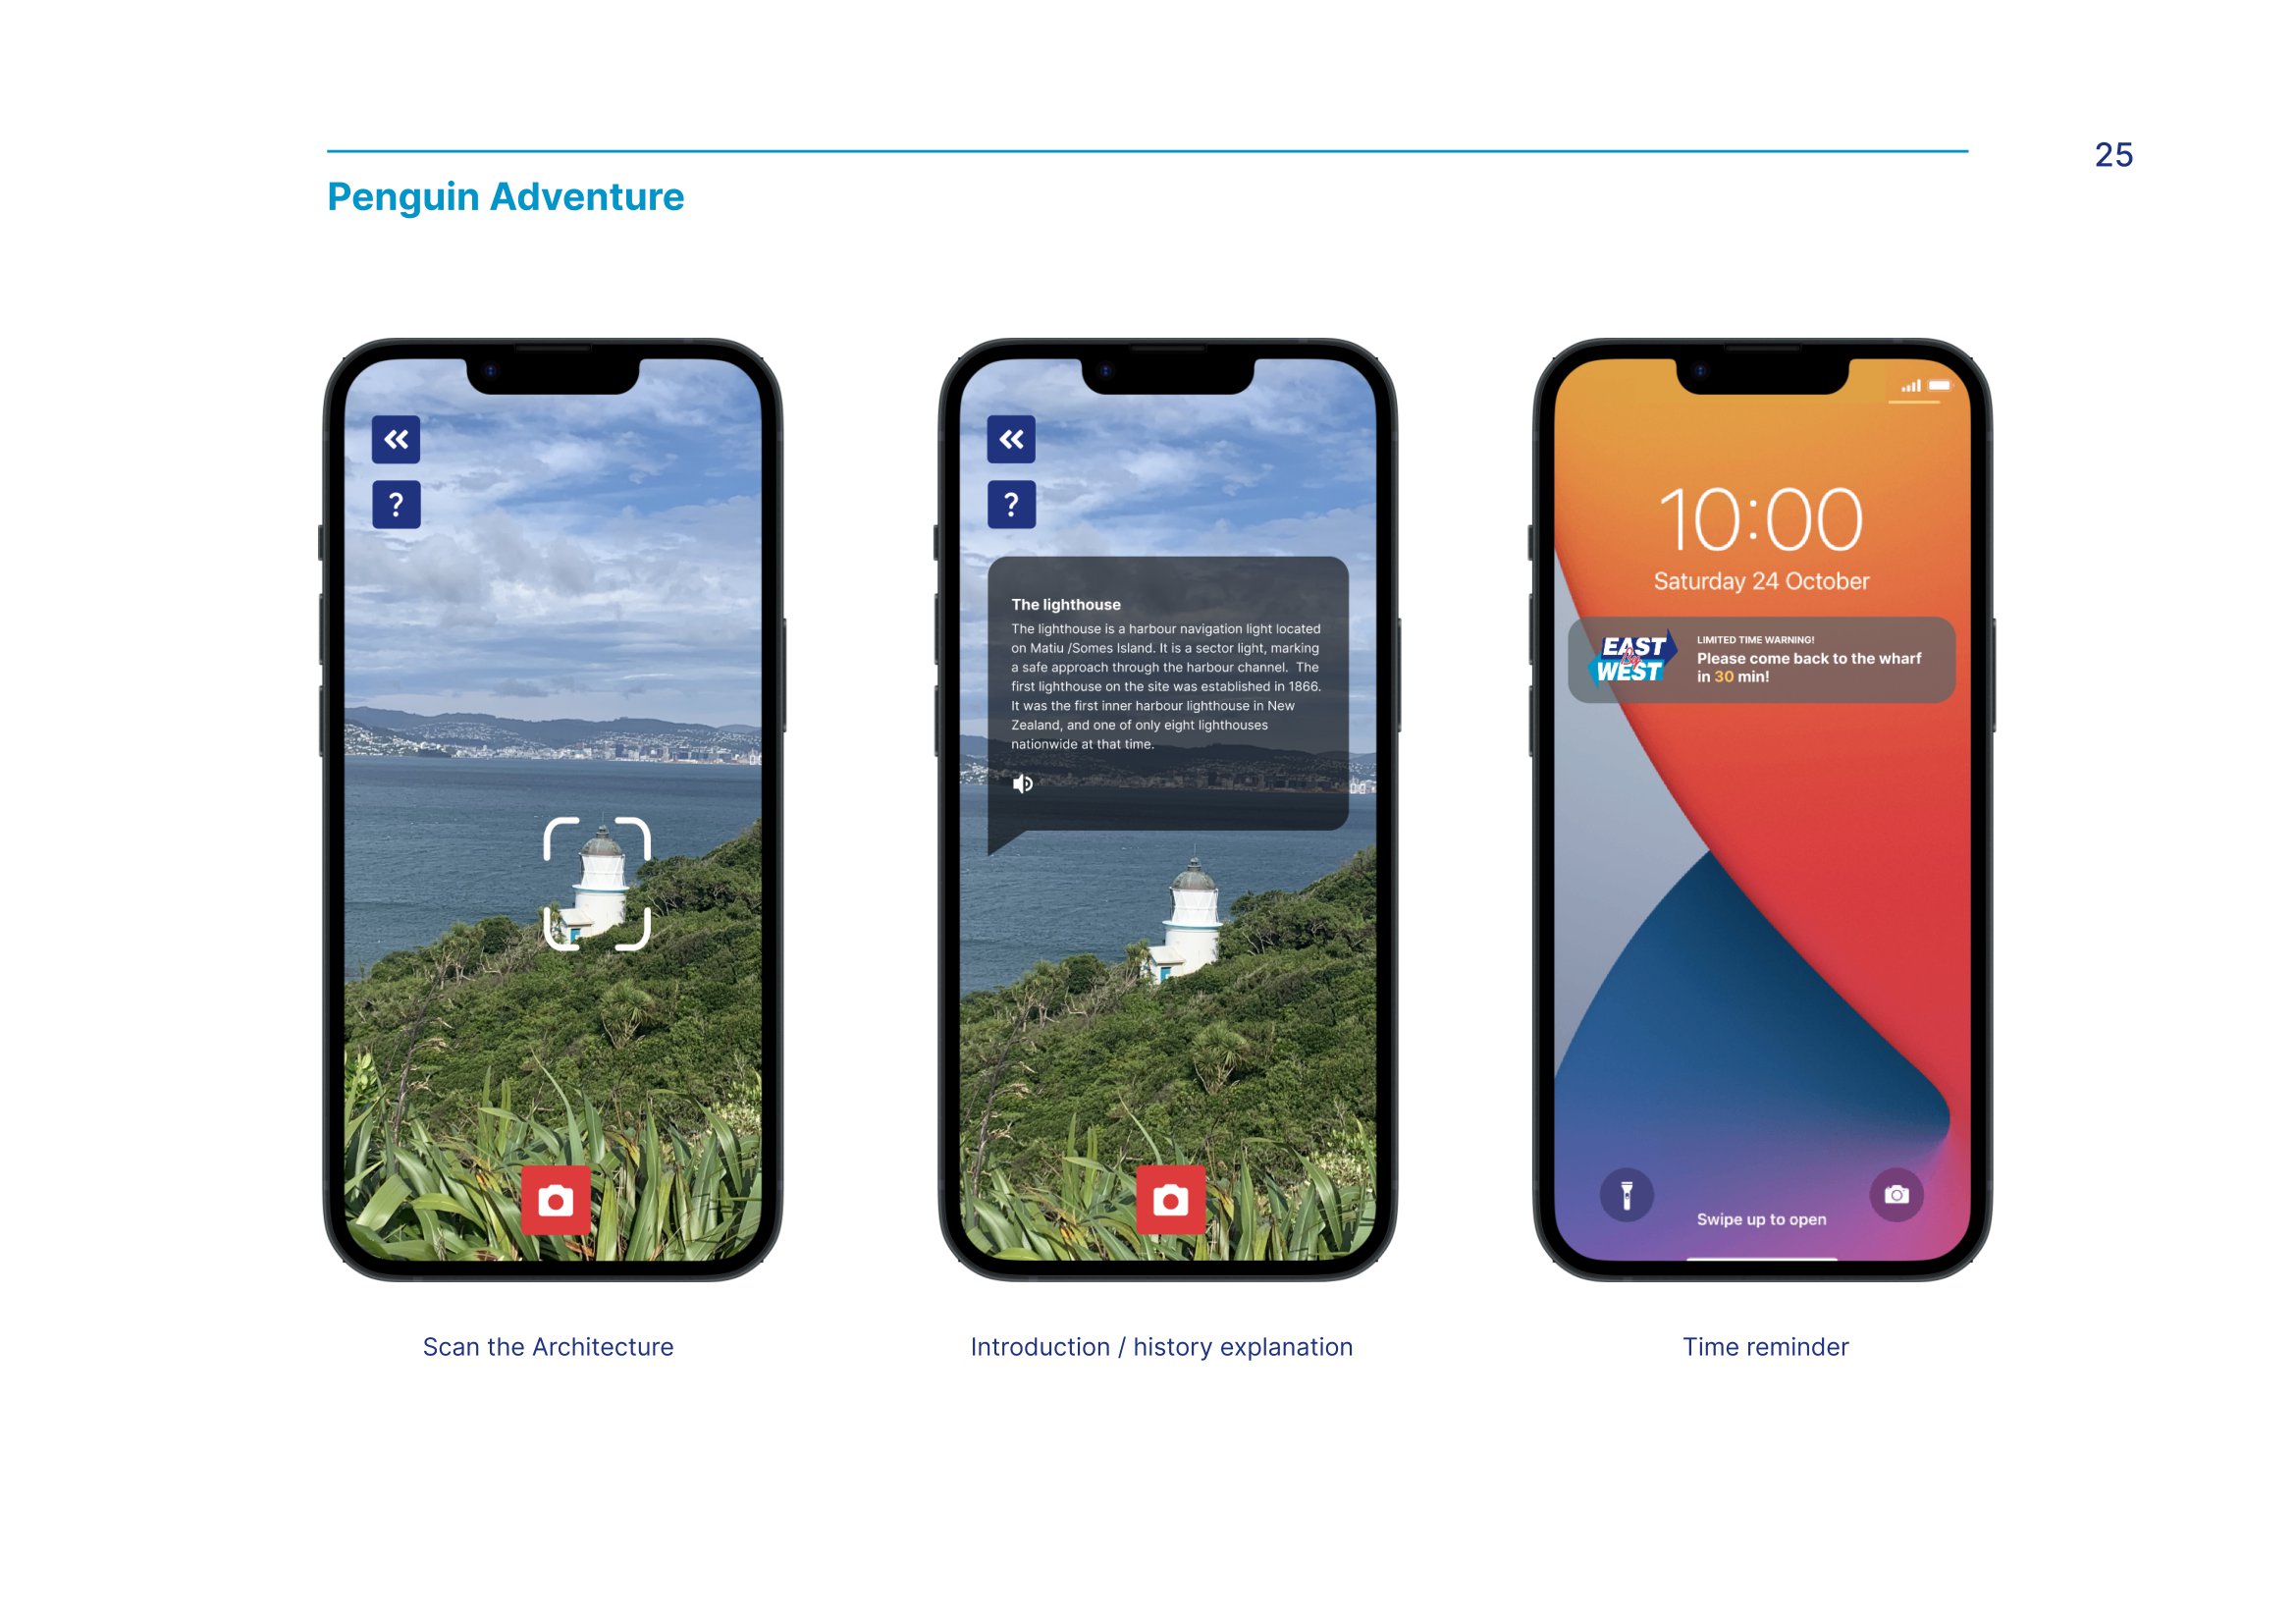 25
Penguin Adventure
?
?
The lighthouse
The lighthouse is a harbour navigation light located
on Matiu /Somes Island. It is a sector light, marking
a safe approach through the harbour channel.  The
first lighthouse on the site was established in 1866.
It was the first inner harbour lighthouse in New
Zealand, and one of only eight lighthouses
nationwide at that time.
10:00
Saturday 24 October
EAST
By
WEST
LIMITED TIME WARNING!
Please come back to the wharf
in 30 min!
Swipe up to open
Scan the Architecture
Introduction / history explanation
Time reminder